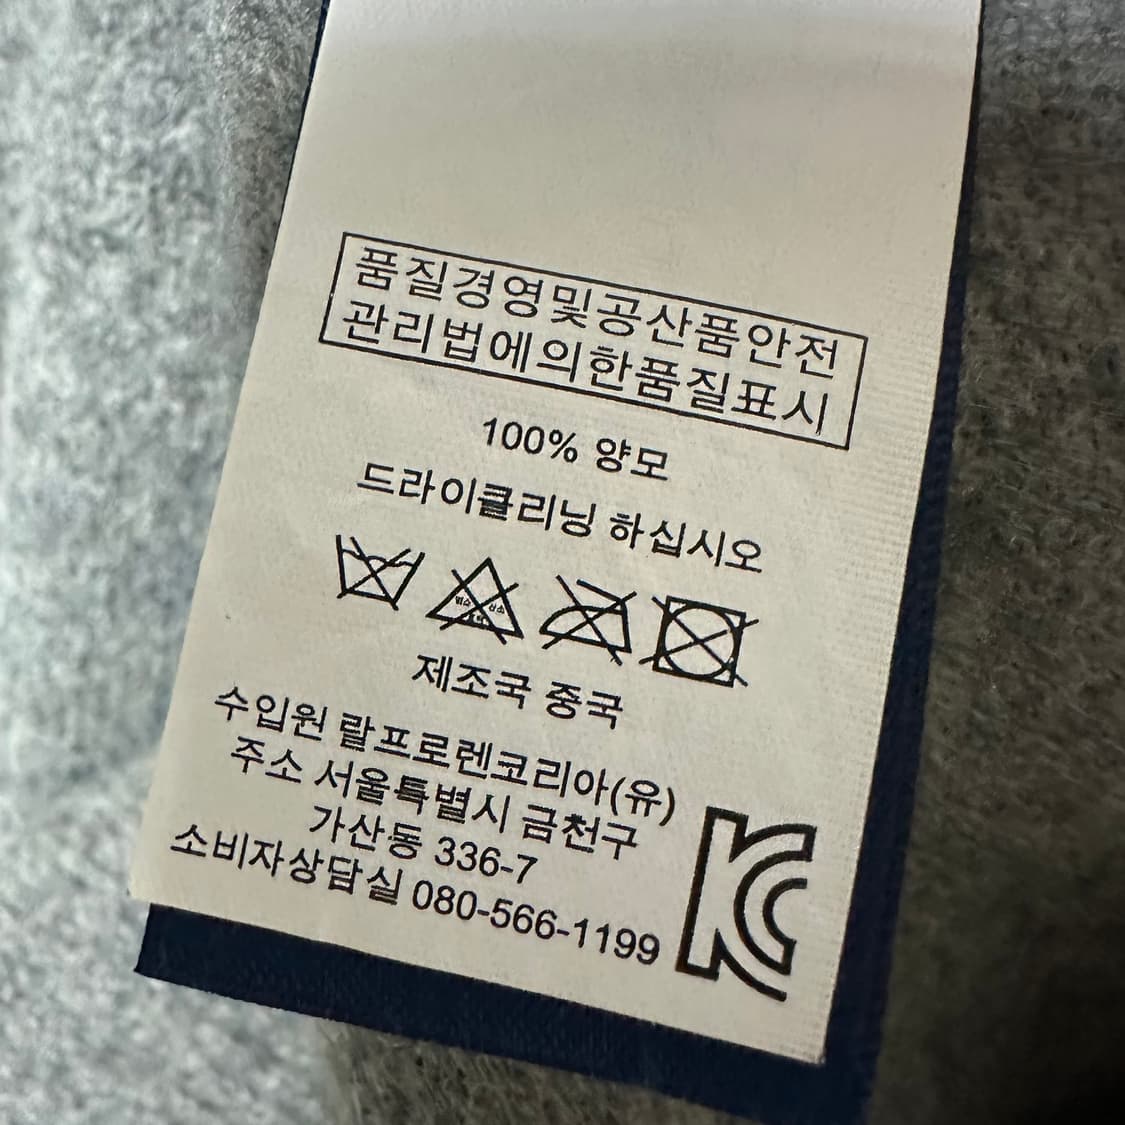 품질경영및공산품안전
관리법에의한품질표시
100% 양모
드라이클리닝 하십시오
제조국 중국
수입원 랄프로렌코리아(유)
주소 서울특별시 금천구
가산동 336-7
소비자상담실 080-566-1199
KC